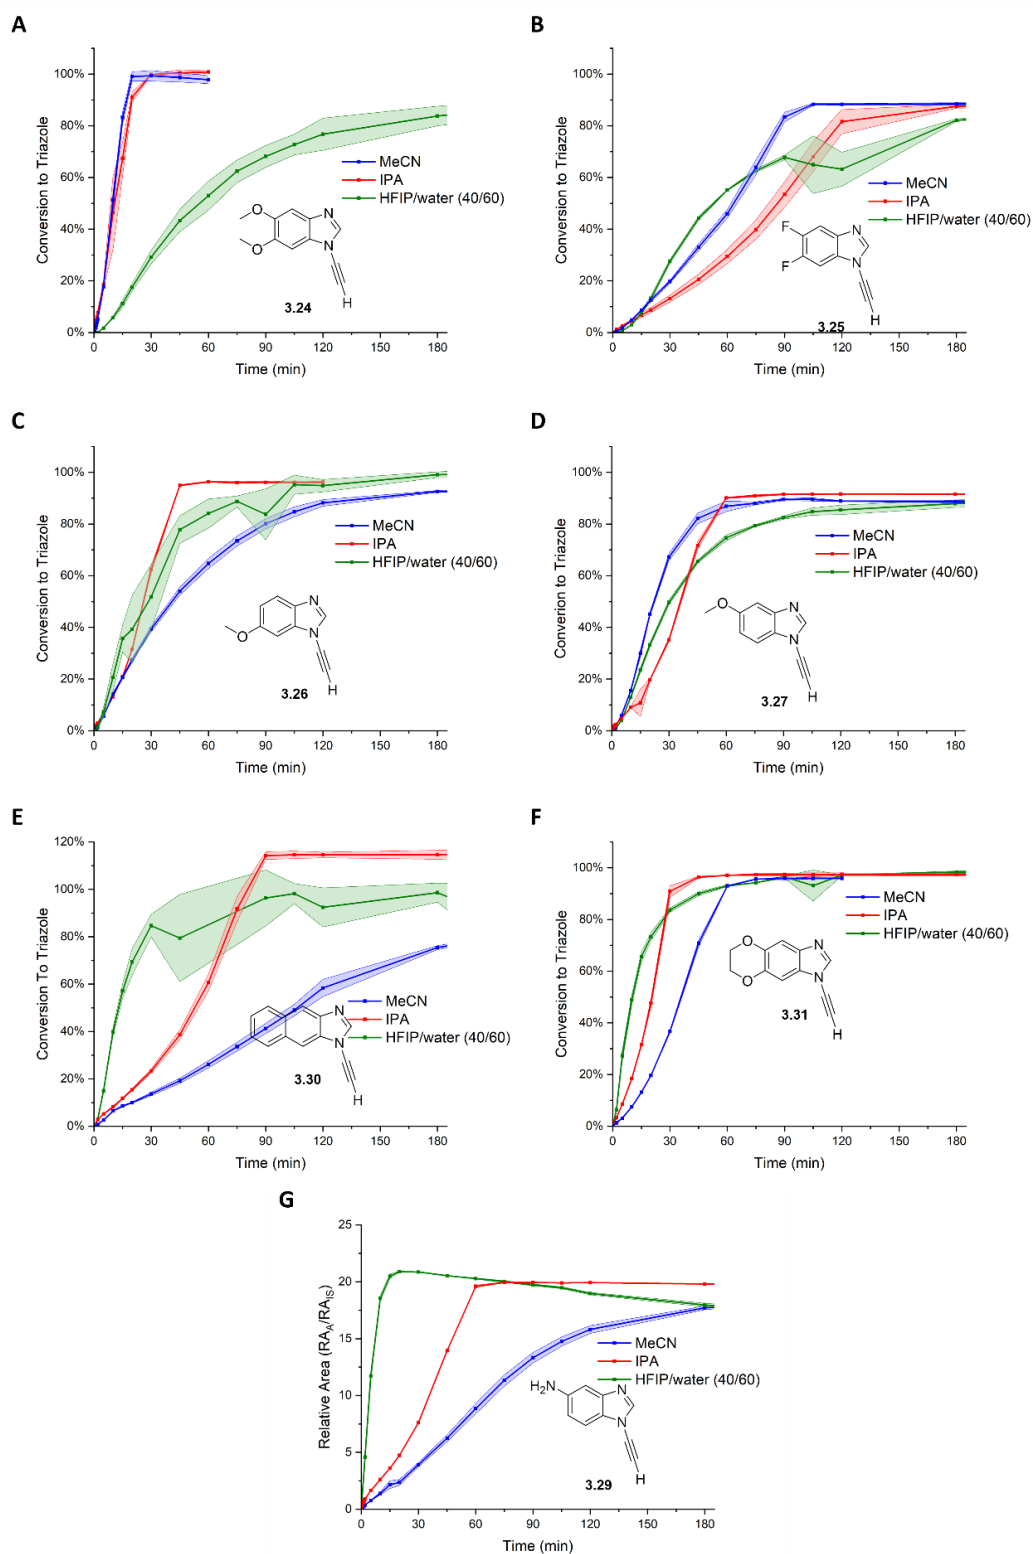 A
Conversion to Triazole
100%
80%
60%
40%
20%
0%
MeCN
IPA
HFIP/water (40/60)
O
O
N
N
H
3.24
0 30 60 90 120 150 180
Time (min)
B
Conversion to Triazole
100%
80%
60%
40%
20%
0%
MeCN
IPA
HFIP/water (40/60)
F
F
N
N
H
3.25
0 30 60 90 120 150 180
Time (min)
C
Conversion to Triazole
100%
80%
60%
40%
20%
0%
MeCN
IPA
HFIP/water (40/60)
N
O
N
H
3.26
0 30 60 90 120 150 180
Time (min)
D
Converion to Triazole
100%
80%
60%
40%
20%
0%
MeCN
IPA
HFIP/water (40/60)
O
N
N
H
3.27
0 30 60 90 120 150 180
Time (min)
E
Conversion To Triazole
120%
100%
80%
60%
40%
20%
0%
MeCN
IPA
HFIP/water (40/60)
N
N
H
3.30
0 30 60 90 120 150 180
Time (min)
F
Conversion to Triazole
100%
80%
60%
40%
20%
0%
MeCN
IPA
HFIP/water (40/60)
O
O
N
N
H
3.31
0 30 60 90 120 150 180
Time (min)
G
Relative Area (RA_A/RA_IS)
25
20
15
10
5
0
MeCN
IPA
HFIP/water (40/60)
H₂N
N
N
H
3.29
0 30 60 90 120 150 180
Time (min)